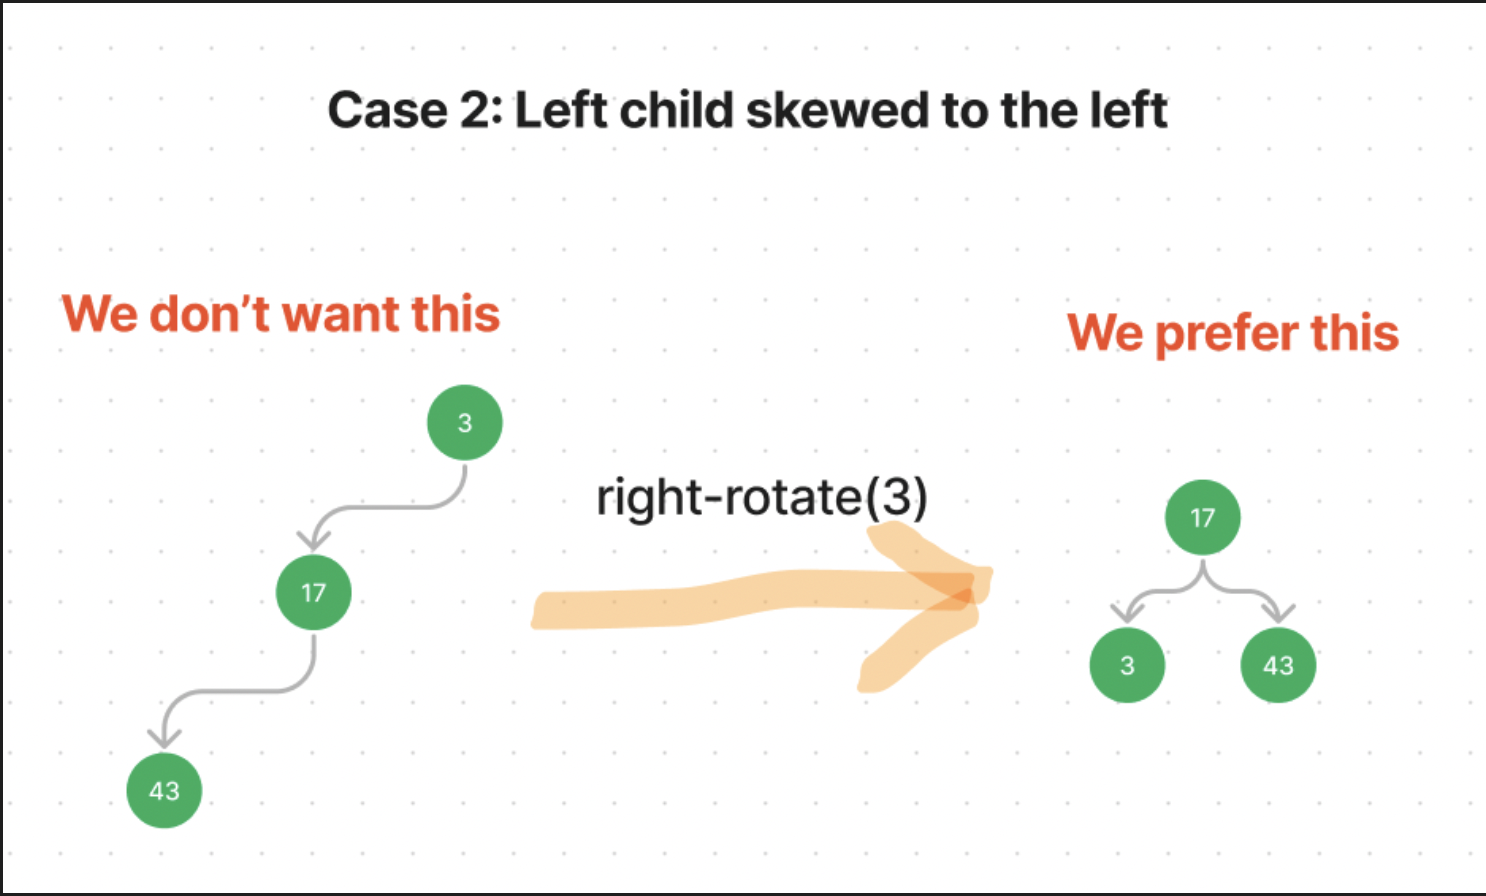 Case 2: Left child skewed to the left
We don’t want this
We prefer this
3
right-rotate(3)
17
17
3
43
43